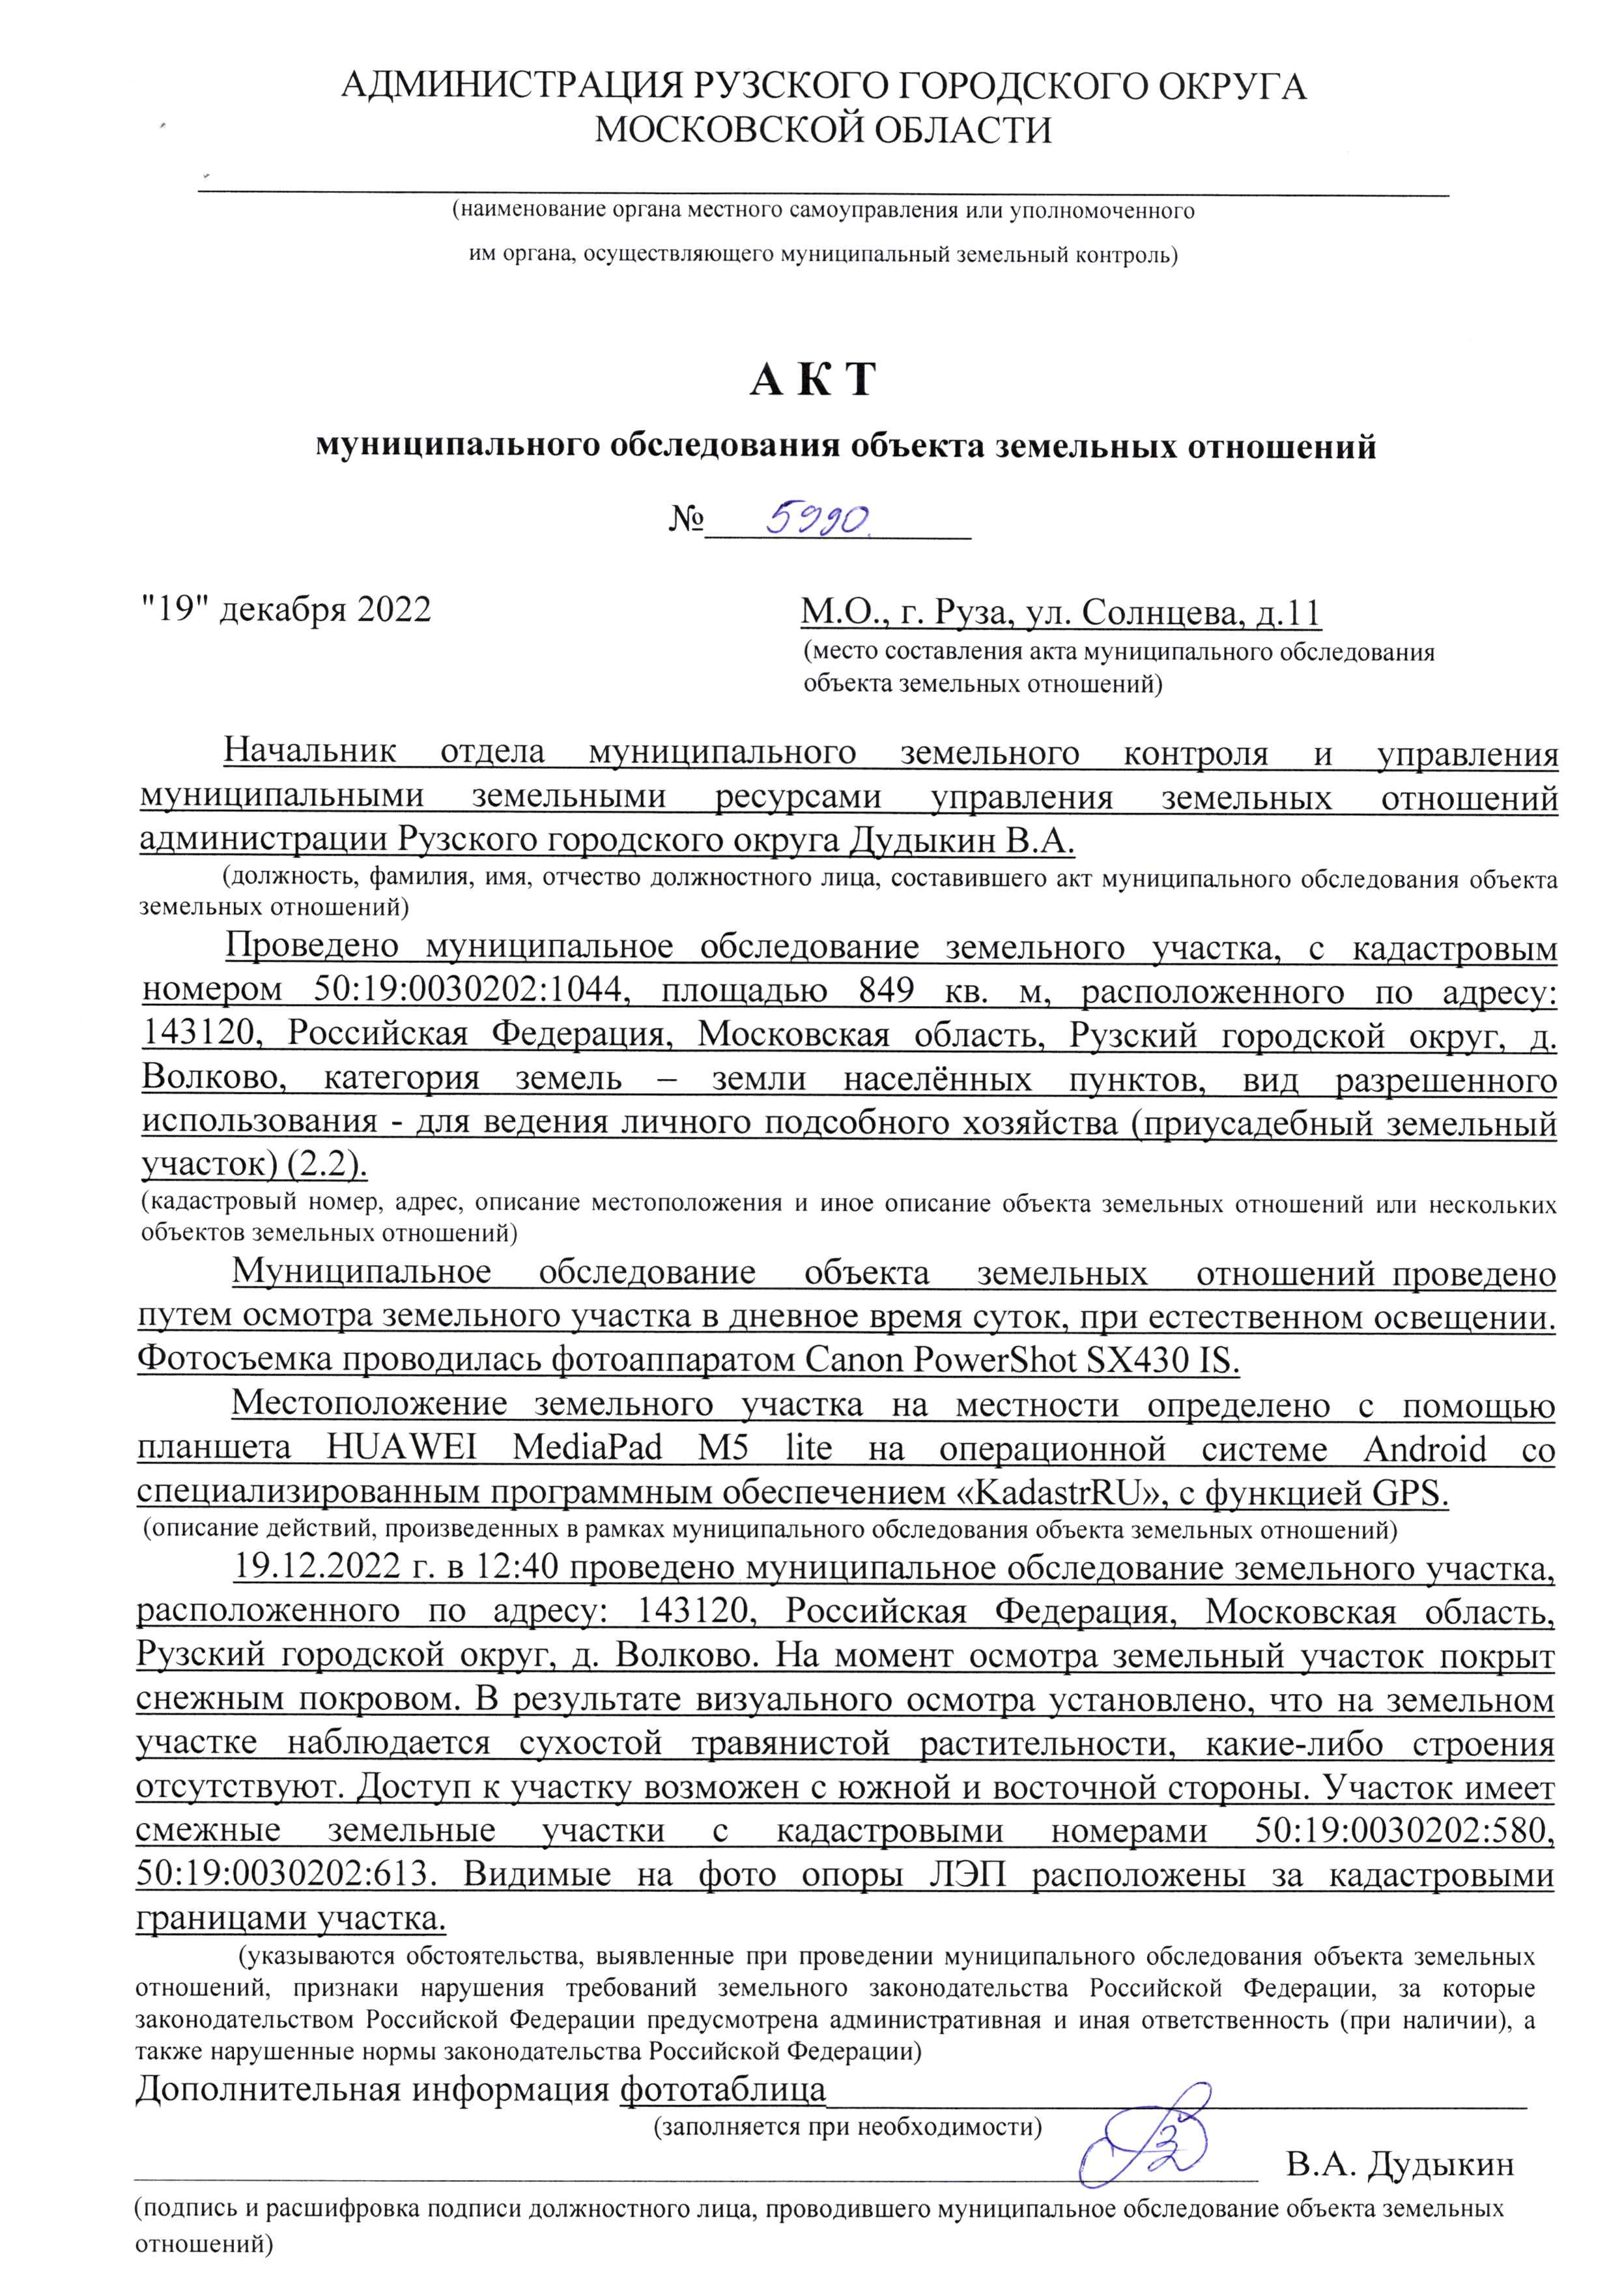 АДМИНИСТРАЦИЯ РУЗСКОГО ГОРОДСКОГО ОКРУГА
МОСКОВСКОЙ ОБЛАСТИ
(наименование органа местного самоуправления или уполномоченного
им органа, осуществляющего муниципальный земельный контроль)
А К Т
муниципального обследования объекта земельных отношений
№ 5990
"19" декабря 2022
М.О., г. Руза, ул. Солнцева, д.11
(место составления акта муниципального обследования
объекта земельных отношений)
Начальник отдела муниципального земельного контроля и управления
муниципальными земельными ресурсами управления земельных отношений
администрации Рузского городского округа Дудыкин В.А.
(должность, фамилия, имя, отчество должностного лица, составившего акт муниципального обследования объекта
земельных отношений)
Проведено муниципальное обследование земельного участка, с кадастровым
номером 50:19:0030202:1044, площадью 849 кв. м, расположенного по адресу:
143120, Российская Федерация, Московская область, Рузский городской округ, д.
Волково, категория земель – земли населённых пунктов, вид разрешенного
использования - для ведения личного подсобного хозяйства (приусадебный земельный
участок) (2.2).
(кадастровый номер, адрес, описание местоположения и иное описание объекта земельных отношений или нескольких
объектов земельных отношений)
Муниципальное обследование объекта земельных отношений проведено
путем осмотра земельного участка в дневное время суток, при естественном освещении.
Фотосъемка проводилась фотоаппаратом Canon PowerShot SX430 IS.
Местоположение земельного участка на местности определено с помощью
планшета HUAWEI MediaPad M5 lite на операционной системе Android со
специализированным программным обеспечением «KadastrRU», с функцией GPS.
(описание действий, произведенных в рамках муниципального обследования объекта земельных отношений)
19.12.2022 г. в 12:40 проведено муниципальное обследование земельного участка,
расположенного по адресу: 143120, Российская Федерация, Московская область,
Рузский городской округ, д. Волково. На момент осмотра земельный участок покрыт
снежным покровом. В результате визуального осмотра установлено, что на земельном
участке наблюдается сухостой травянистой растительности, какие-либо строения
отсутствуют. Доступ к участку возможен с южной и восточной стороны. Участок имеет
смежные земельные участки с кадастровыми номерами 50:19:0030202:580,
50:19:0030202:613. Видимые на фото опоры ЛЭП расположены за кадастровыми
границами участка.
(указываются обстоятельства, выявленные при проведении муниципального обследования объекта земельных
отношений, признаки нарушения требований земельного законодательства Российской Федерации, за которые
законодательством Российской Федерации предусмотрена административная и иная ответственность (при наличии), а
также нарушенные нормы законодательства Российской Федерации)
Дополнительная информация фототаблица
(заполняется при необходимости)
В.А. Дудыкин
(подпись и расшифровка подписи должностного лица, проводившего муниципальное обследование объекта земельных
отношений)